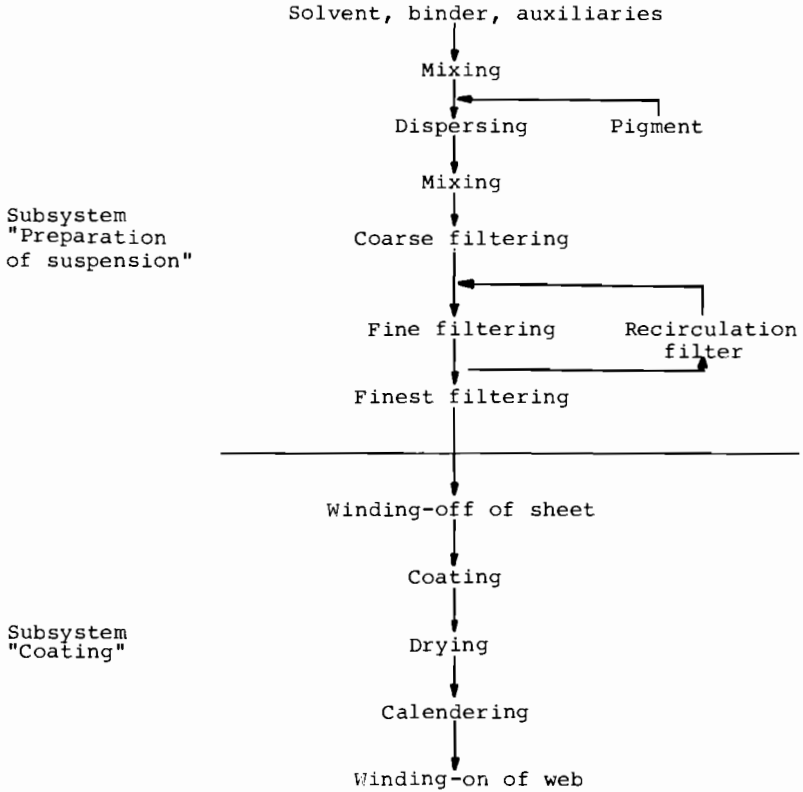 Solvent, binder, auxiliaries
Mixing
Dispersing
Pigment
Mixing
Subsystem
"Preparation
of suspension"
Coarse filtering
Fine filtering
Recirculation
filter
Finest filtering
Winding-off of sheet
Coating
Subsystem
"Coating"
Drying
Calendering
Winding-on of web